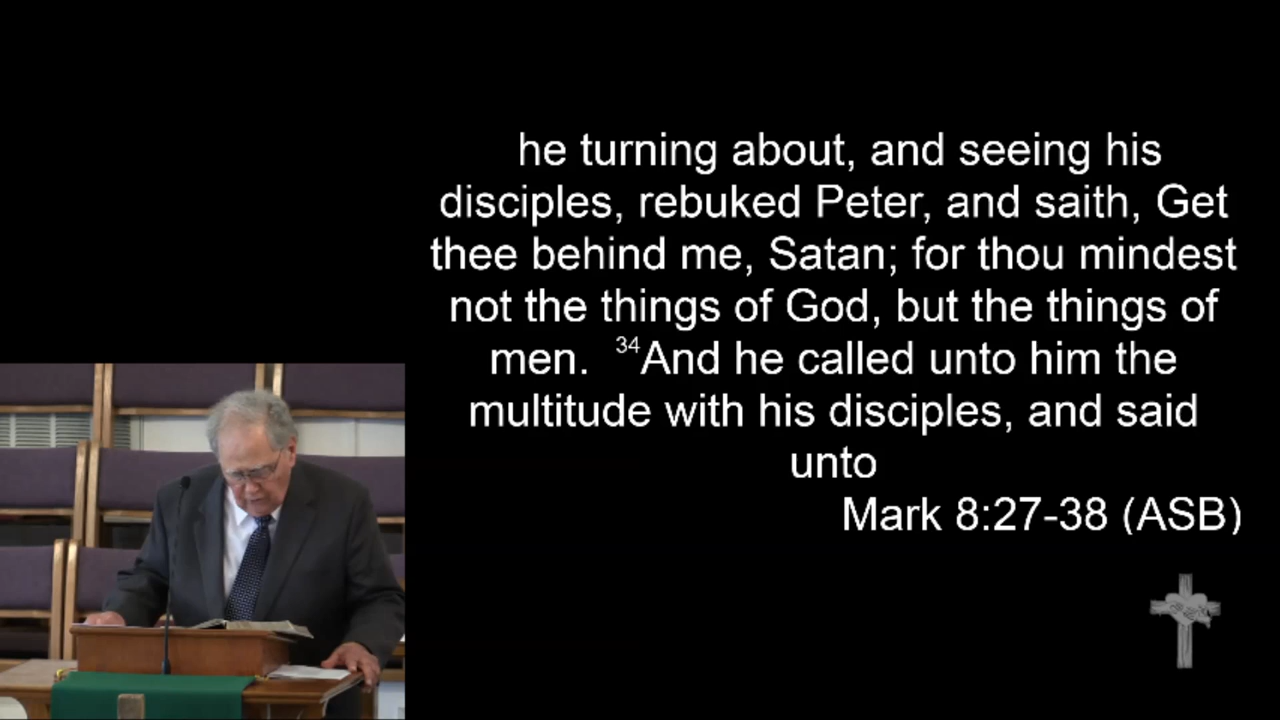 he turning about, and seeing his
disciples, rebuked Peter, and saith, Get
thee behind me, Satan; for thou mindest
not the things of God, but the things of
men. 34And he called unto him the
multitude with his disciples, and said
unto
Mark 8:27-38 (ASB)